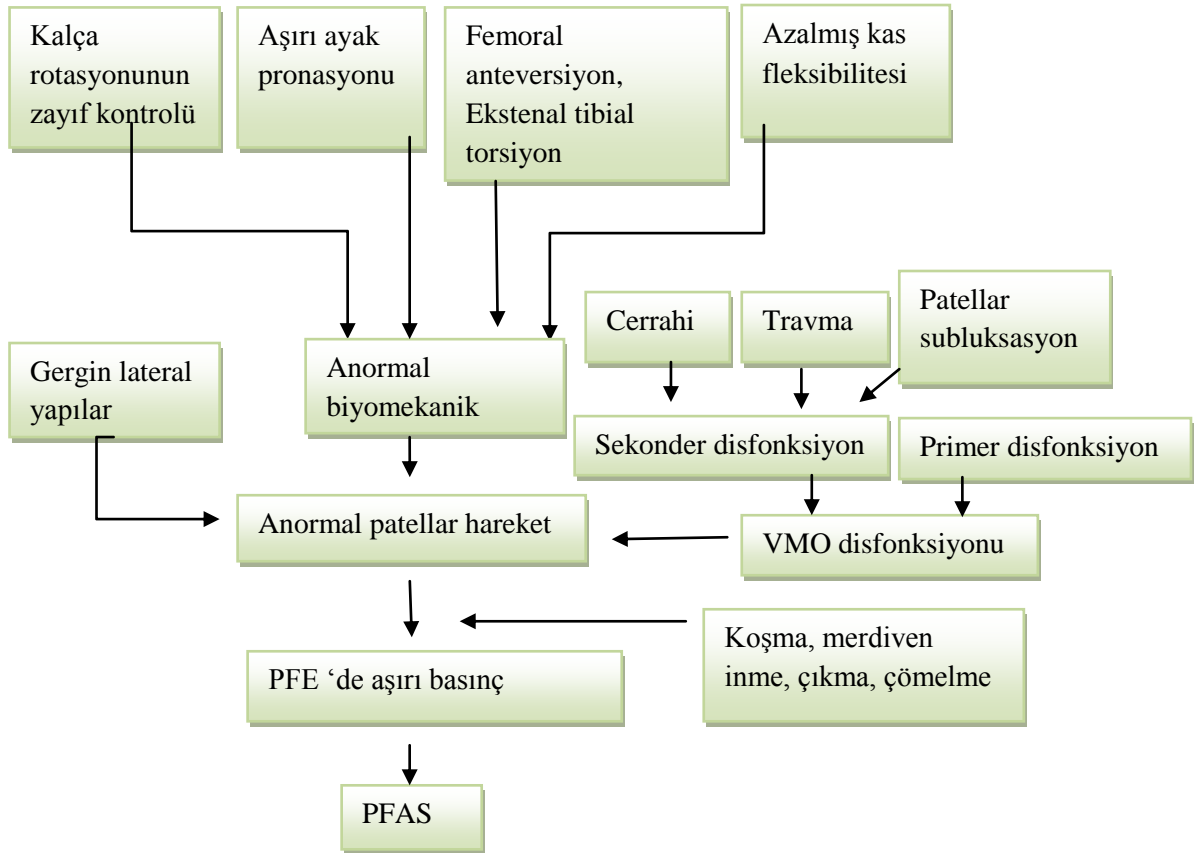 Kalça
rotasyonunun
zayıf kontrolü
Aşırı ayak
pronasyonu
Femoral
anteversiyon,
Ekstenal tibial
torsiyon
Azalmış kas
fleksibilitesi
Cerrahi
Travma
Patellar
subluksasyon
Gergin lateral
yapılar
Anormal
biyomekanik
Sekonder disfonksiyon
Primer disfonksiyon
Anormal patellar hareket
VMO disfonksiyonu
Koşma, merdiven
inme, çıkma, çömelme
PFE ‘de aşırı basınç
PFAS